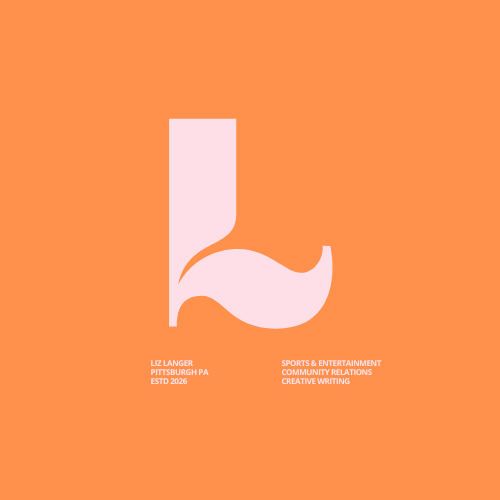 L
LIZ LANGER
PITTSBURGH PA
ESTD 2026
SPORTS & ENTERTAINMENT
COMMUNITY RELATIONS
CREATIVE WRITING